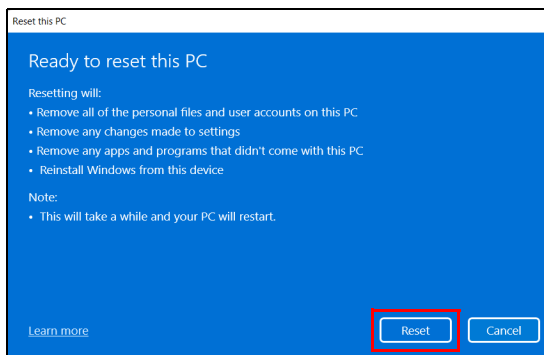 Reset this PC
Ready to reset this PC
Resetting will:
• Remove all of the personal files and user accounts on this PC
• Remove any changes made to settings
• Remove any apps and programs that didn't come with this PC
• Reinstall Windows from this device
Note:
• This will take a while and your PC will restart.
Learn more
Reset
Cancel